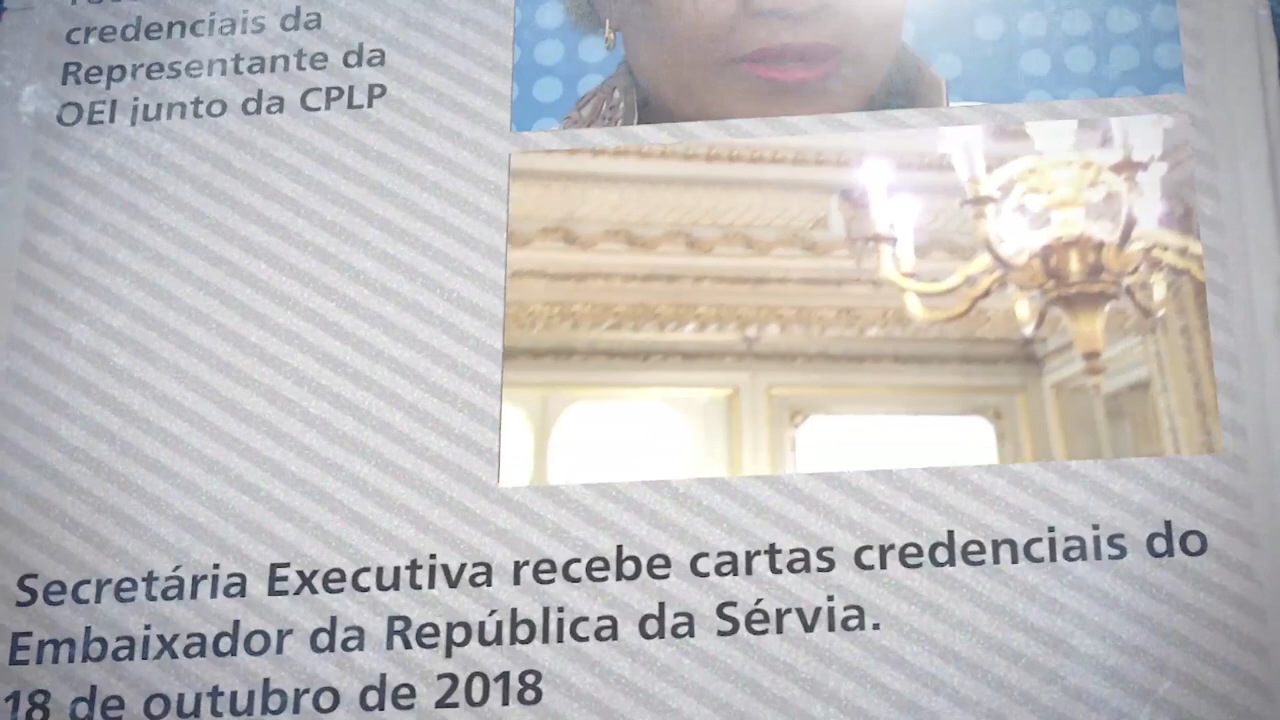 credenciais da
Representante da
OEI junto da CPLP
Secretária Executiva recebe cartas credenciais do
Embaixador da República da Sérvia.
18 de outubro de 2018